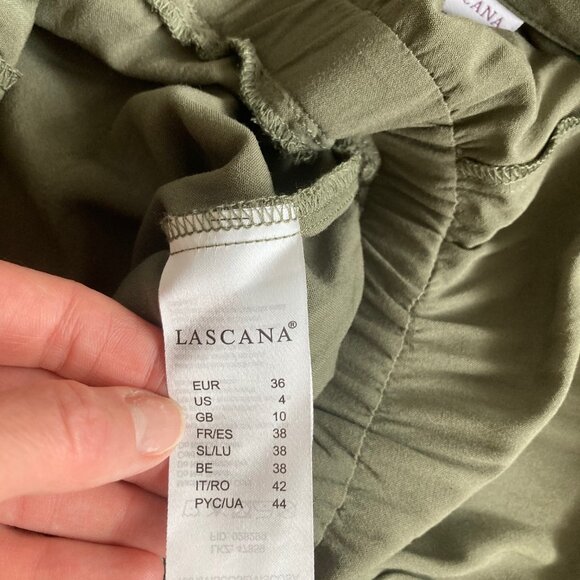 CANA
LASCANA®
EUR 36
US 4
GB 10
FR/ES 38
SL/LU 38
BE 38
IT/RO 42
PYC/UA 44